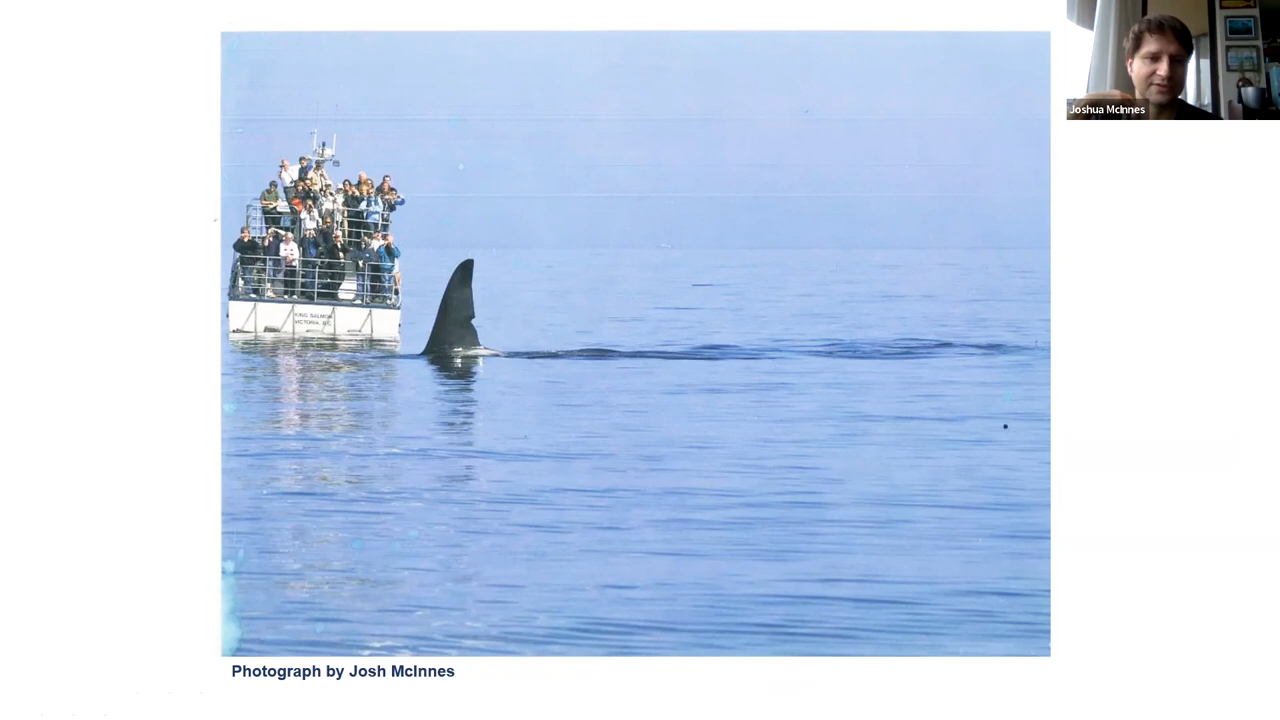 Joshua McInnes
KING SALMON
VICTORIA, B.C.
Photograph by Josh McInnes